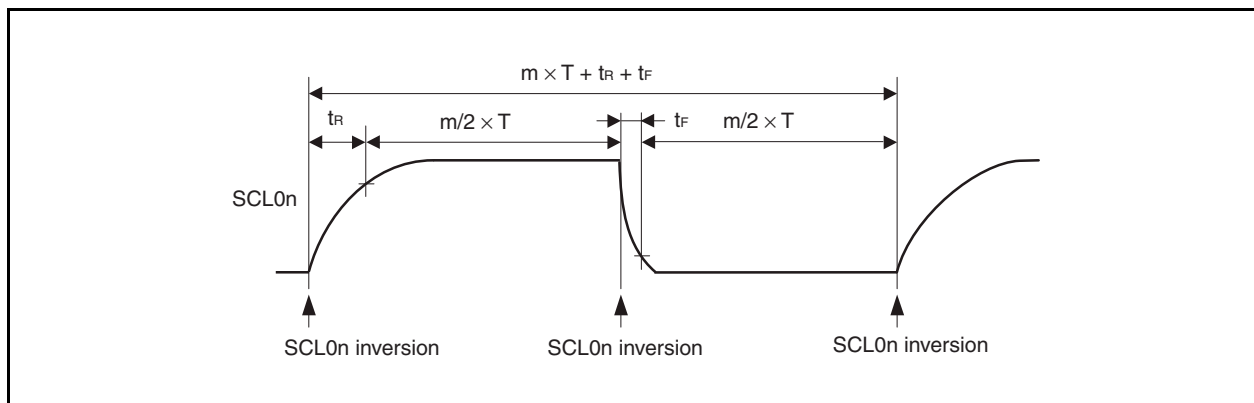 m × T + tR + tF
tR
m/2 × T
tF
m/2 × T
SCL0n
SCL0n inversion
SCL0n inversion
SCL0n inversion